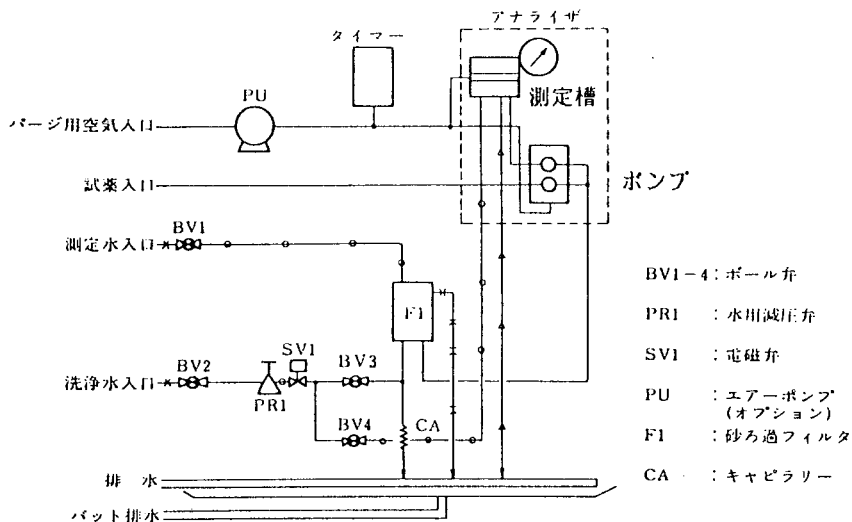 アナライザ
タイマー
PU
測定槽
パージ用空気入口
試薬入口
ポンプ
BV1
測定水入口
F1
SV1
BV2
BV3
洗浄水入口
PR1
BV4
CA
排 水
バット排水
BV1-4：ボール弁
PR1 ：水用減圧弁
SV1 ：電磁弁
PU ：エアーポンプ
(オプション)
F1 ：砂ろ過フィルタ
CA ：キャピラリー